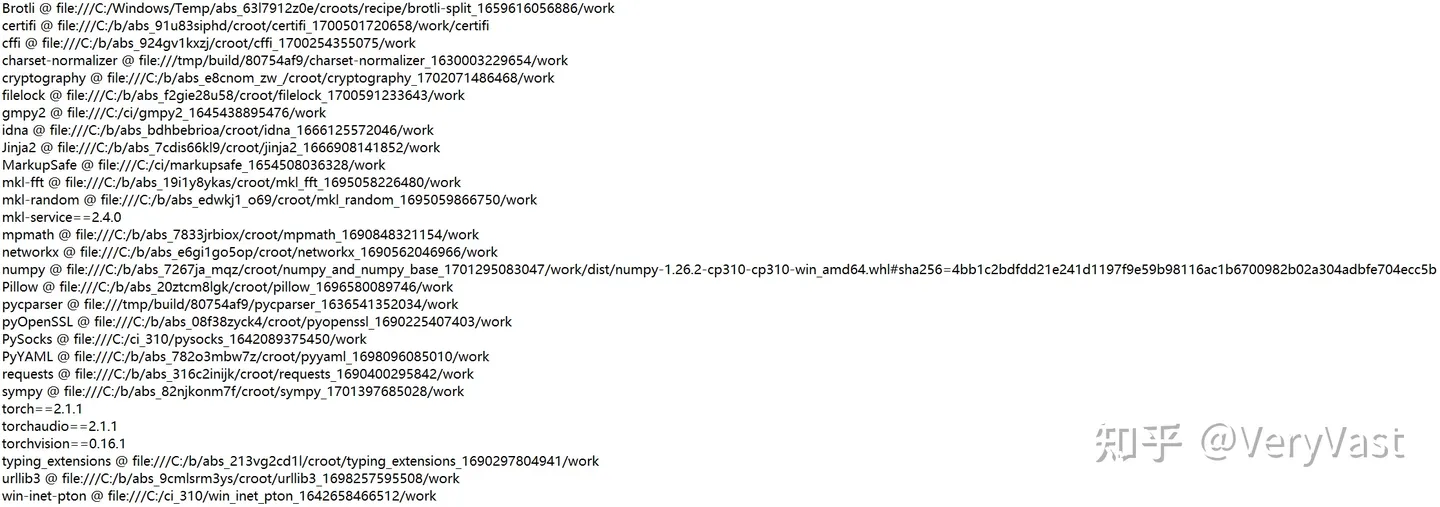 Brotli @ file:///C:/Windows/Temp/abs_63l7912z0e/croots/recipe/brotli-split_1659616056886/work
certifi @ file:///C:/b/abs_91u83siphd/croot/certifi_1700501720658/work/certifi
cffi @ file:///C:/b/abs_924gv1kxzj/croot/cffi_1700254355075/work
charset-normalizer @ file:///tmp/build/80754af9/charset-normalizer_1630003229654/work
cryptography @ file:///C:/b/abs_e8cnom_zw_/croot/cryptography_1702071486468/work
filelock @ file:///C:/b/abs_f2gie28u58/croot/filelock_1700591233643/work
gmpy2 @ file:///C:/ci/gmpy2_1645438895476/work
idna @ file:///C:/b/abs_bdhbebrioa/croot/idna_1666125572046/work
Jinja2 @ file:///C:/b/abs_7cdis66kl9/croot/jinja2_1666908141852/work
MarkupSafe @ file:///C:/ci/markupsafe_1654508036328/work
mkl-fft @ file:///C:/b/abs_19i1y8ykas/croot/mkl_fft_1695058226480/work
mkl-random @ file:///C:/b/abs_edwkj1_o69/croot/mkl_random_1695059866750/work
mkl-service==2.4.0
mpmath @ file:///C:/b/abs_7833jrbiox/croot/mpmath_1690848321154/work
networkx @ file:///C:/b/abs_e6gi1go5op/croot/networkx_1690562046966/work
numpy @ file:///C:/b/abs_7267ja_mqz/croot/numpy_and_numpy_base_1701295083047/work/dist/numpy-1.26.2-cp310-cp310-win_amd64.whl#sha256=4bb1c2bdfdd21e241d1197f9e59b98116ac1b6700982b02a304adbfe704ecc5b
Pillow @ file:///C:/b/abs_20ztcm8lgk/croot/pillow_1696580089746/work
pycparser @ file:///tmp/build/80754af9/pycparser_1636541352034/work
pyOpenSSL @ file:///C:/b/abs_08f38zyck4/croot/pyopenssl_1690225407403/work
PySocks @ file:///C:/ci_310/pysocks_1642089375450/work
PyYAML @ file:///C:/b/abs_782o3mbw7z/croot/pyyaml_1698096085010/work
requests @ file:///C:/b/abs_316c2inijk/croot/requests_1690400295842/work
sympy @ file:///C:/b/abs_82njkonm7f/croot/sympy_1701397685028/work
torch==2.1.1
torchaudio==2.1.1
torchvision==0.16.1
typing_extensions @ file:///C:/b/abs_213vg2cd1l/croot/typing_extensions_1690297804941/work
urllib3 @ file:///C:/b/abs_9cmlsrm3ys/croot/urllib3_1698257595508/work
win-inet-pton @ file:///C:/ci_310/win_inet_pton_1642658466512/work
知乎 @VeryVast